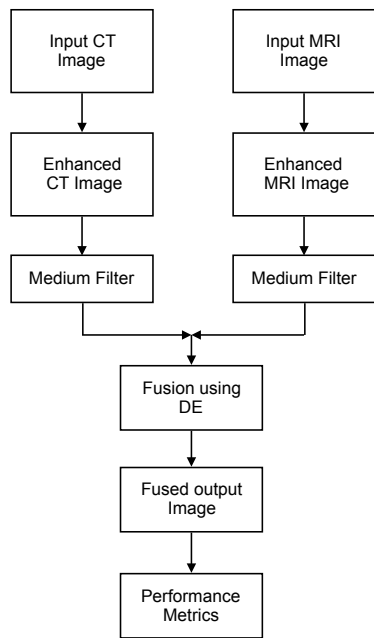 Input CT
Image
Input MRI
Image
Enhanced
CT Image
Enhanced
MRI Image
Medium Filter
Medium Filter
Fusion using
DE
Fused output
Image
Performance
Metrics